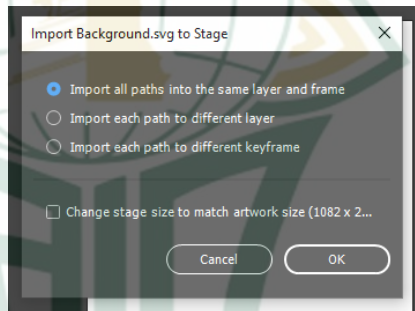 Import Background.svg to Stage
Import all paths into the same layer and frame
Import each path to different layer
Import each path to different keyframe
Change stage size to match artwork size (1082 x 2...
Cancel
OK